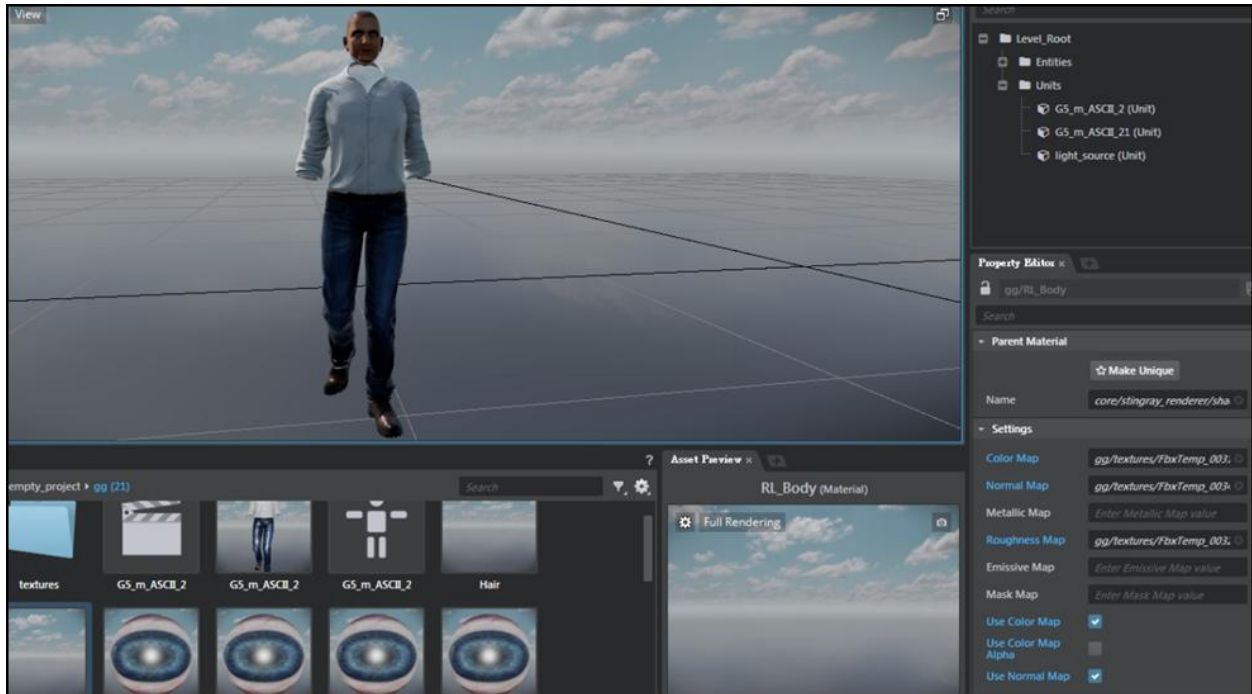 View
Search
Level_Root
Entities
Units
G5_m_ASCII_2 (Unit)
G5_m_ASCII_21 (Unit)
light_source (Unit)
Property Editor ×
gg/RL_Body
Search
Parent Material
Make Unique
Name core/stingray_renderer/sha
Settings
Color Map gg/textures/FbxTemp_003
Normal Map gg/textures/FbxTemp_003
Metallic Map Enter Metallic Map value
Roughness Map gg/textures/FbxTemp_003
Emissive Map Enter Emissive Map value
Mask Map Enter Mask Map value
Use Color Map
Use Color Map
Alpha
Use Normal Map
?
empty_project gg (21) Search
textures G5_m_ASCII_2 G5_m_ASCII_2 G5_m_ASCII_2 Hair
Asset Preview ×
RL_Body (Material)
Full Rendering